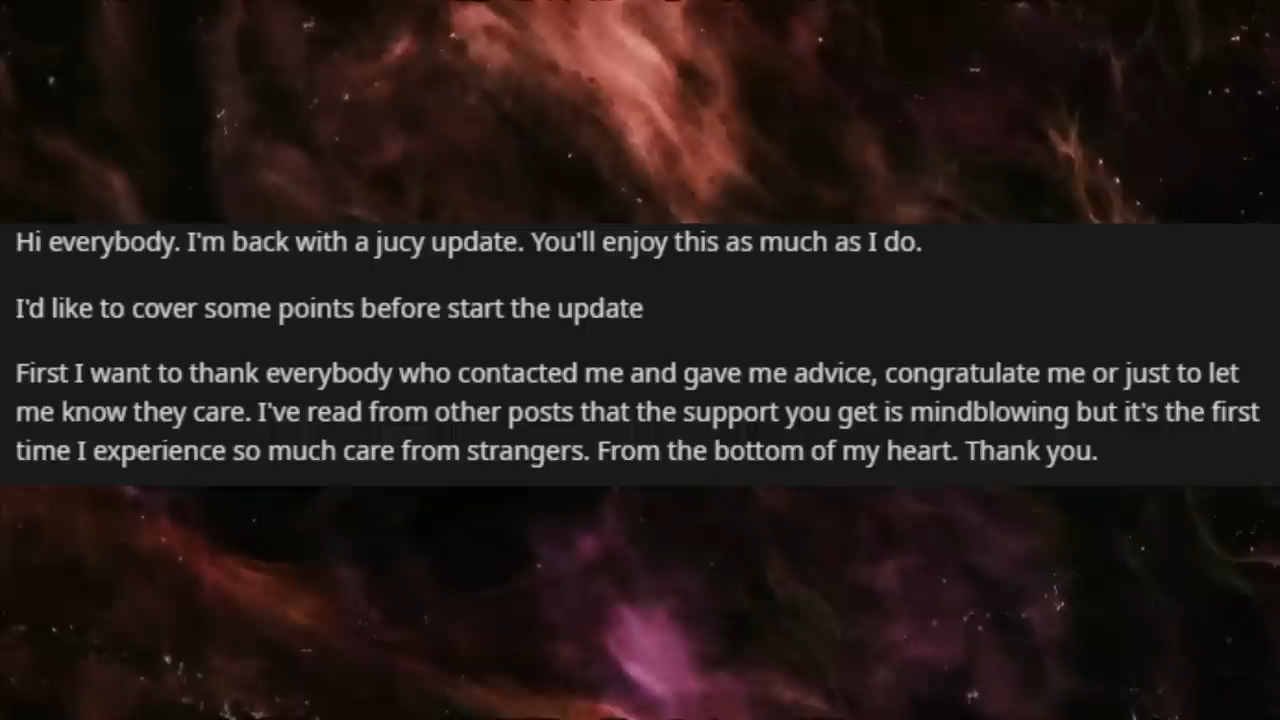 Hi everybody. I'm back with a jucy update. You'll enjoy this as much as I do.
I'd like to cover some points before start the update
First I want to thank everybody who contacted me and gave me advice, congratulate me or just to let
me know they care. I've read from other posts that the support you get is mindblowing but it's the first
time I experience so much care from strangers. From the bottom of my heart. Thank you.